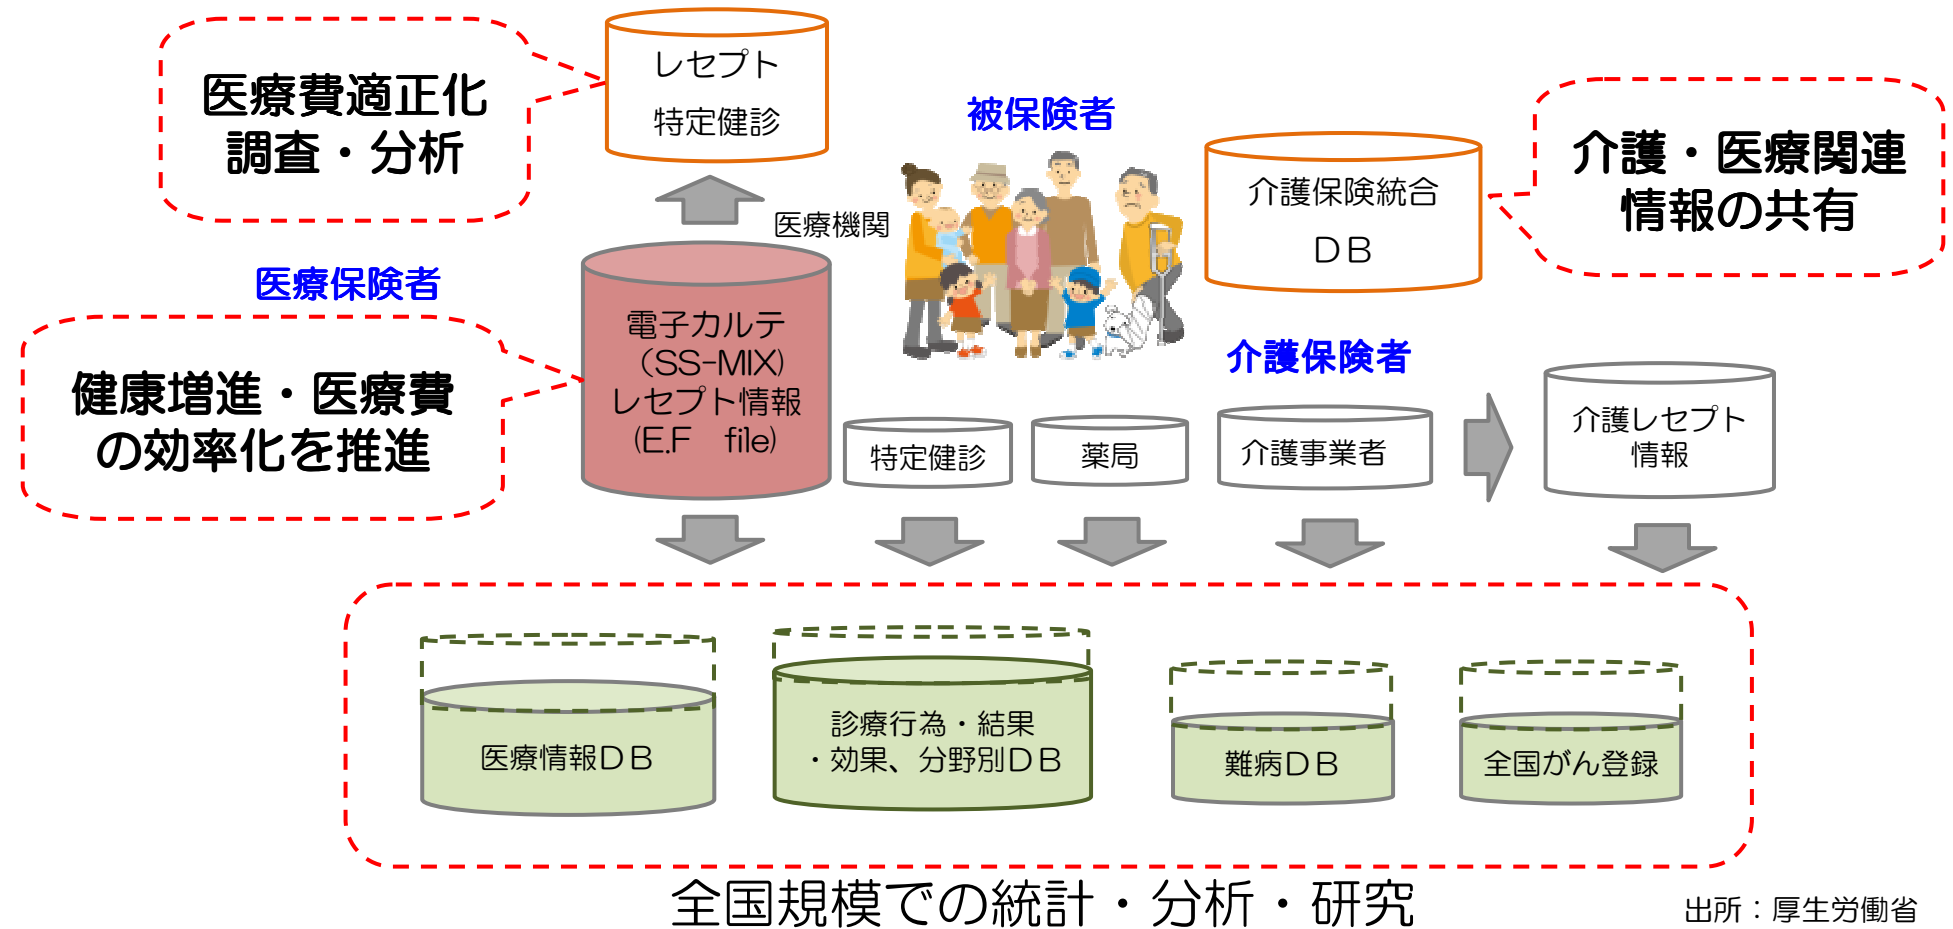 医療費適正化
調査・分析
レセプト
特定健診
被保険者
介護保険統合
ＤＢ
介護・医療関連
情報の共有
医療機関
医療保険者
健康増進・医療費
の効率化を推進
電子カルテ
（SS-MIX)
レセプト情報
(E.F　file)
介護保険者
特定健診
薬局
介護事業者
介護レセプト
情報
医療情報ＤＢ
診療行為・結果
・効果、分野別ＤＢ
難病ＤＢ
全国がん登録
全国規模での統計・分析・研究
出所：厚生労働省